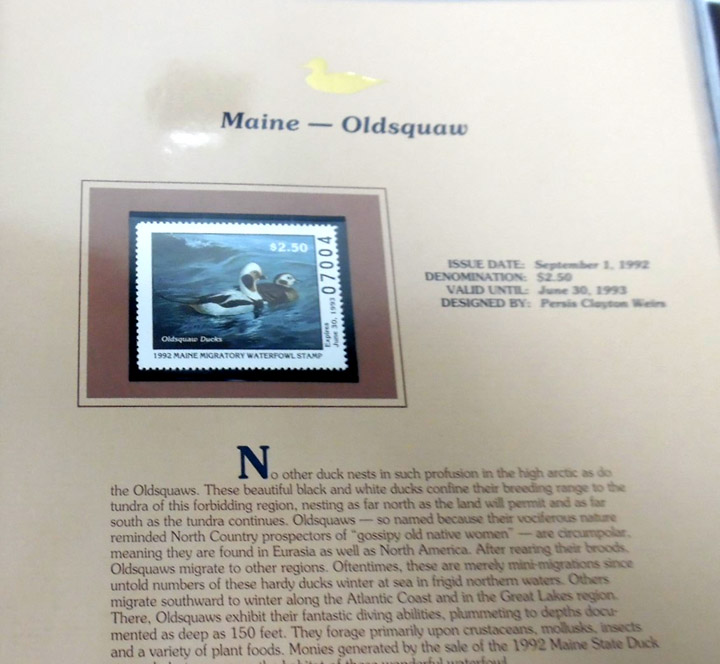 Maine — Oldsquaw
$2.50
07004
Expires
June 30, 1993
Oldsquaw Ducks
1992 MAINE MIGRATORY WATERFOWL STAMP
ISSUE DATE: September 1, 1992
DENOMINATION: $2.50
VALID UNTIL: June 30, 1993
DESIGNED BY: Persis Clayton Weirs
No other duck nests in such profusion in the high arctic as do
the Oldsquaws. These beautiful black and white ducks confine their breeding range to the
tundra of this forbidding region, nesting as far north as the land will permit and as far
south as the tundra continues. Oldsquaws — so named because their vociferous nature
reminded North Country prospectors of "gossipy old native women" — are circumpolar,
meaning they are found in Eurasia as well as North America. After rearing their broods,
Oldsquaws migrate to other regions. Oftentimes, these are merely mini-migrations since
untold numbers of these hardy ducks winter at sea in frigid northern waters. Others
migrate southward to winter along the Atlantic Coast and in the Great Lakes region.
There, Oldsquaws exhibit their fantastic diving abilities, plummeting to depths docu-
mented as deep as 150 feet. They forage primarily upon crustaceans, mollusks, insects
and a variety of plant foods. Monies generated by the sale of the 1992 Maine State Duck
these wonderful waterfowl